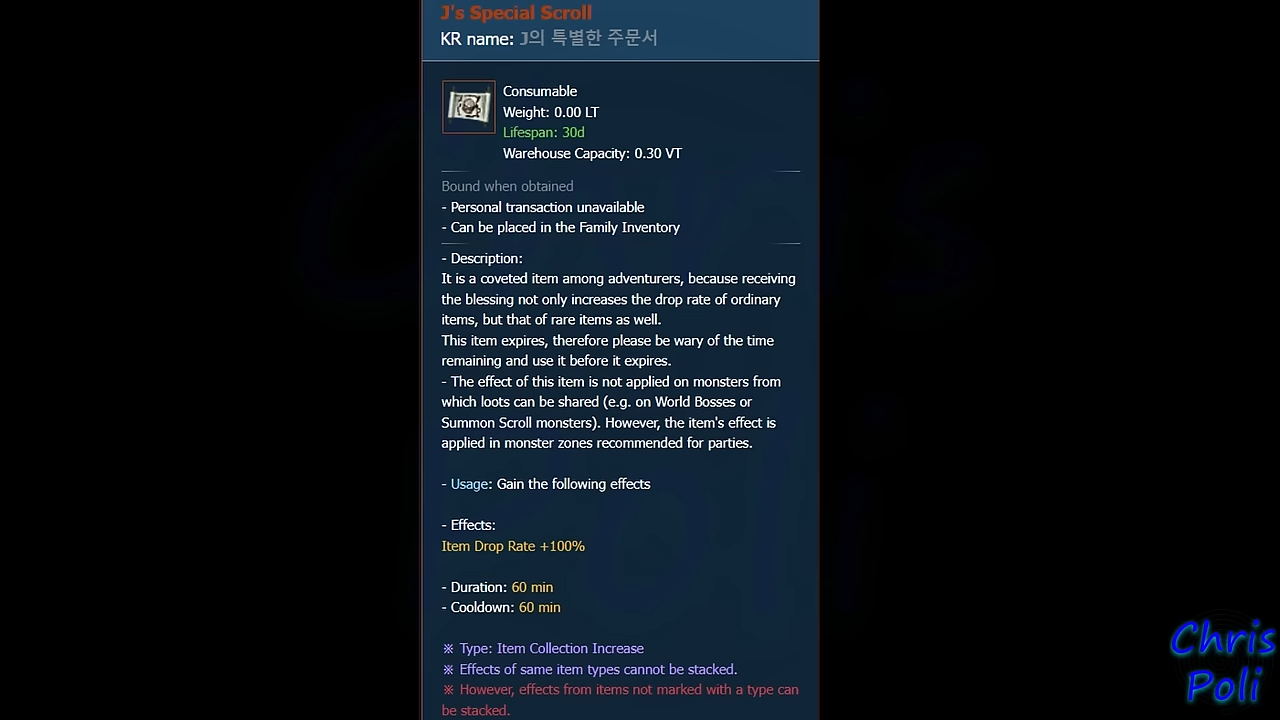 J's Special Scroll
KR name: J의 특별한 주문서
Consumable
Weight: 0.00 LT
Lifespan: 30d
Warehouse Capacity: 0.30 VT
Bound when obtained
- Personal transaction unavailable
- Can be placed in the Family Inventory
- Description:
It is a coveted item among adventurers, because receiving
the blessing not only increases the drop rate of ordinary
items, but that of rare items as well.
This item expires, therefore please be wary of the time
remaining and use it before it expires.
- The effect of this item is not applied on monsters from
which loots can be shared (e.g. on World Bosses or
Summon Scroll monsters). However, the item's effect is
applied in monster zones recommended for parties.
- Usage: Gain the following effects
- Effects:
Item Drop Rate +100%
- Duration: 60 min
- Cooldown: 60 min
※ Type: Item Collection Increase
※ Effects of same item types cannot be stacked.
※ However, effects from items not marked with a type can
be stacked.
Chris
Poli